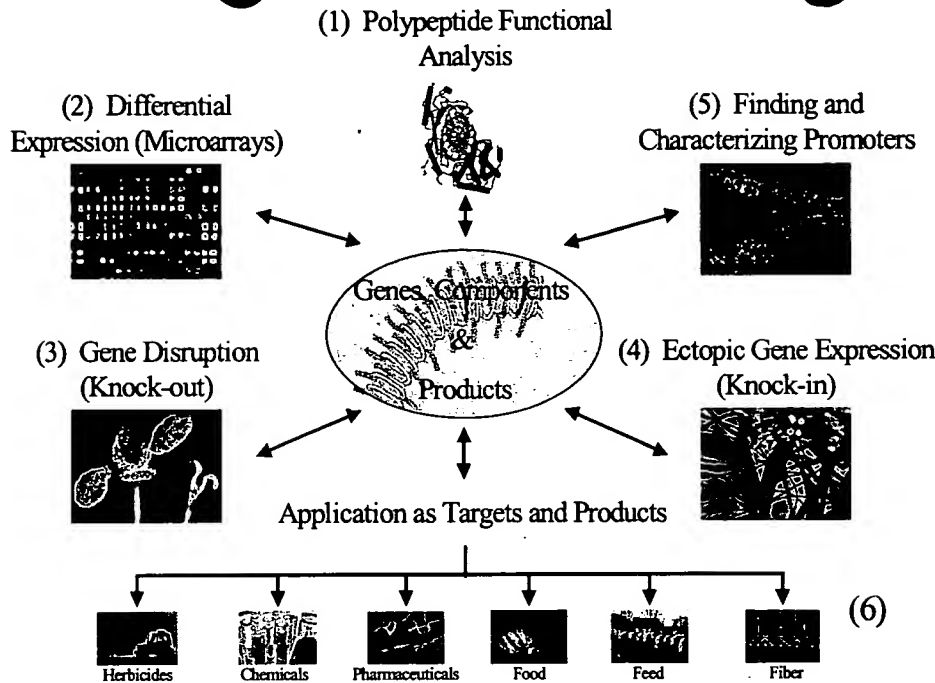 (1) Polypeptide Functional
Analysis
(2) Differential
Expression (Microarrays)
(5) Finding and
Characterizing Promoters
Genes, Components
&
Products
(3) Gene Disruption
(Knock-out)
(4) Ectopic Gene Expression
(Knock-in)
Application as Targets and Products
(6)
Herbicides
Chemicals
Pharmaceuticals
Food
Feed
Fiber